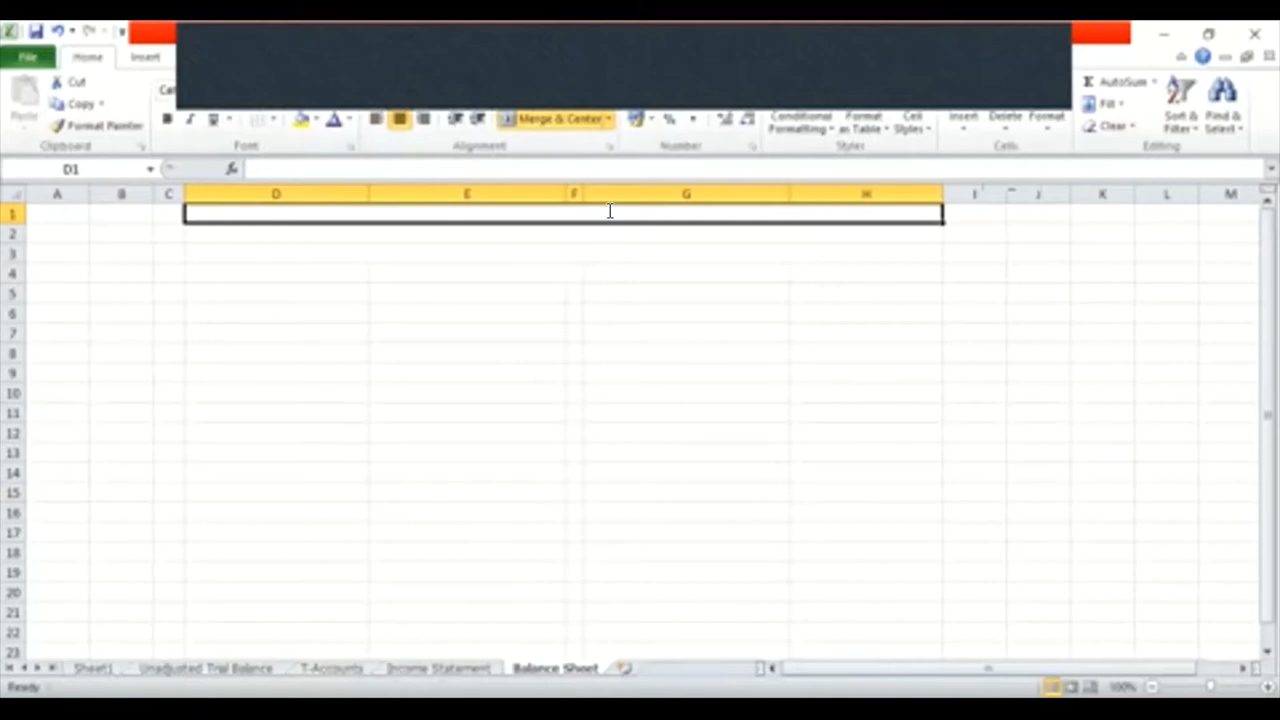 File Home Insert
Cut
Copy
Paste
Format Painter
Clipboard
B I U
Font
Merge & Center
Alignment
%
Number
Conditional Formatting
Format as Table
Cell Styles
Styles
Insert Delete Format
Cells
AutoSum
Fill
Clear
Sort & Filter
Find & Select
Editing
D1 fx
A B C D E F G H I J K L M
1
2
3
4
5
6
7
8
9
10
11
12
13
14
15
16
17
18
19
20
21
22
23
Sheet1 Unadjusted Trial Balance T-Accounts Income Statement Balance Sheet
Ready 100%